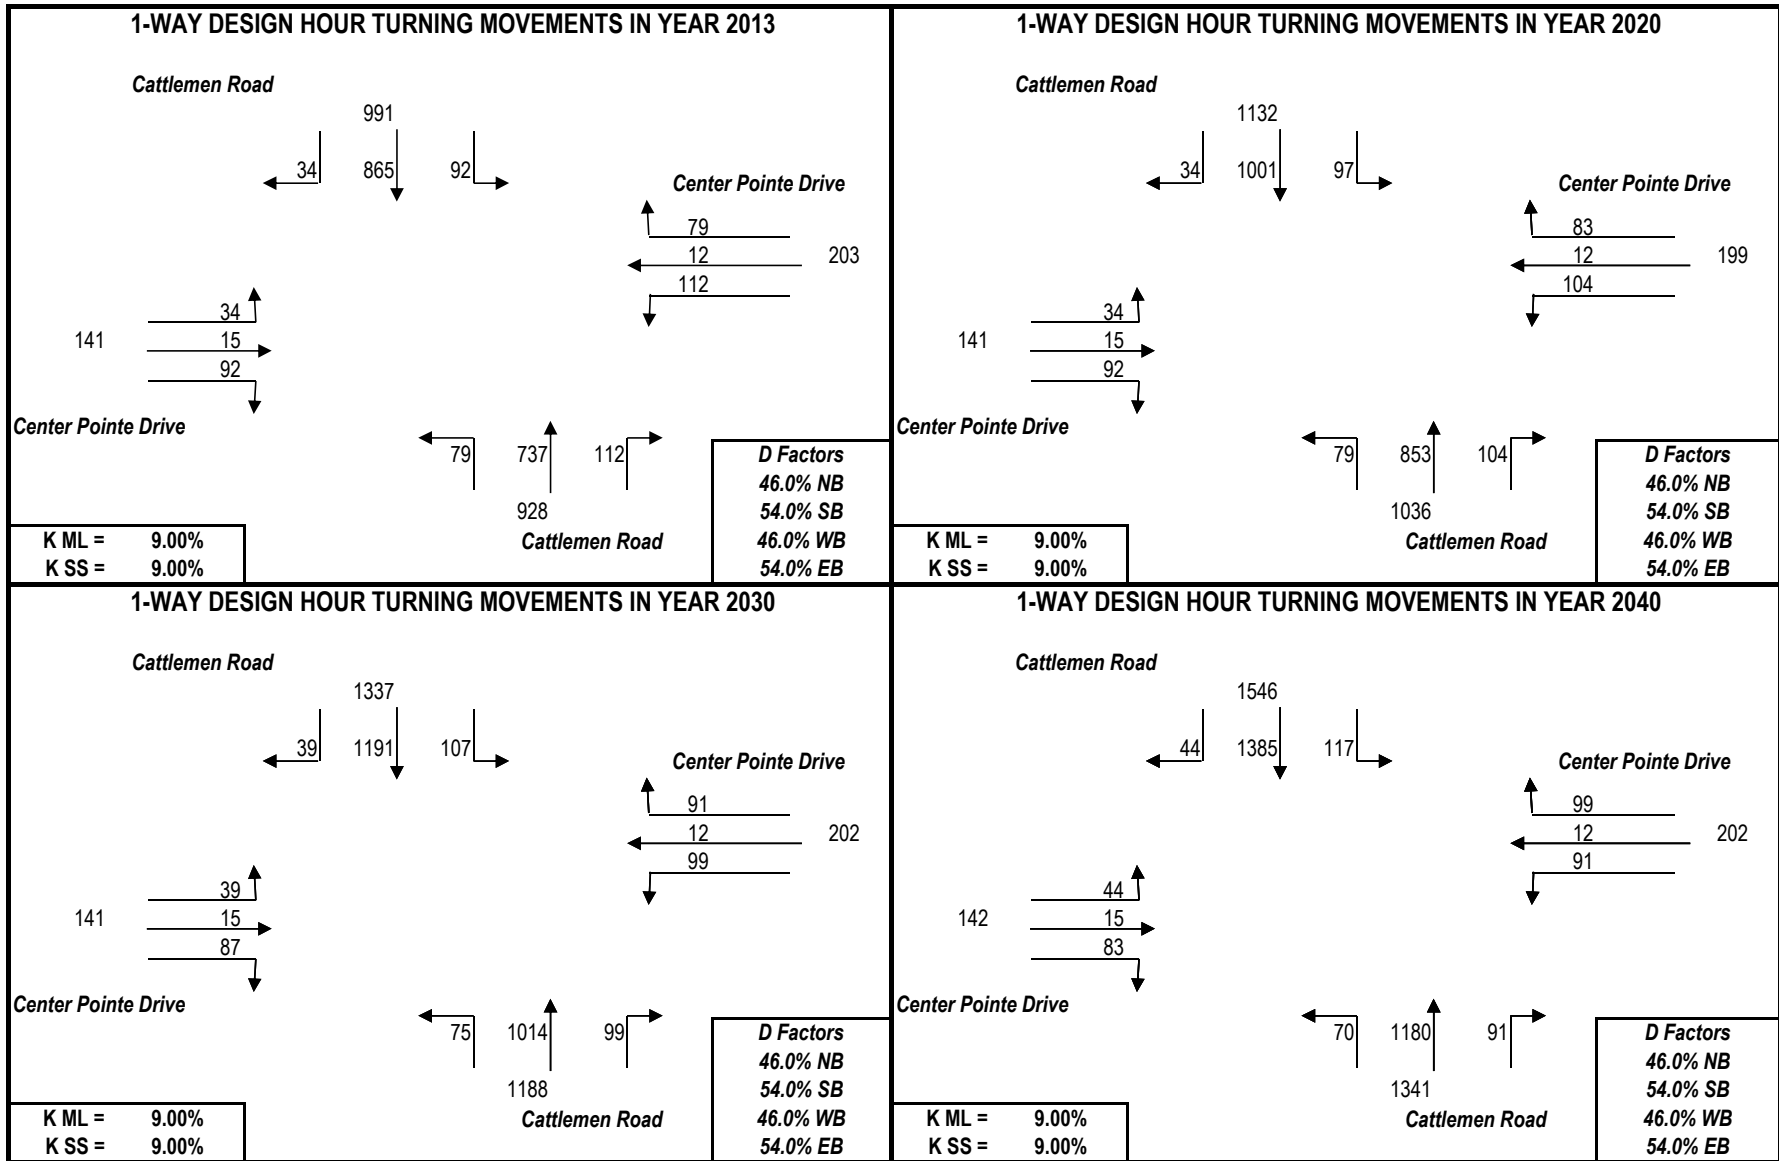 1-WAY DESIGN HOUR TURNING MOVEMENTS IN YEAR 2013
Cattlemen Road
991
34 865 92
Center Pointe Drive
79
12 203
112
34
141 15
92
Center Pointe Drive
79 737 112
928
Cattlemen Road
D Factors
46.0% NB
54.0% SB
46.0% WB
54.0% EB
K ML = 9.00%
K SS = 9.00%
1-WAY DESIGN HOUR TURNING MOVEMENTS IN YEAR 2020
Cattlemen Road
1132
34 1001 97
Center Pointe Drive
83
12 199
104
34
141 15
92
Center Pointe Drive
79 853 104
1036
Cattlemen Road
D Factors
46.0% NB
54.0% SB
46.0% WB
54.0% EB
K ML = 9.00%
K SS = 9.00%
1-WAY DESIGN HOUR TURNING MOVEMENTS IN YEAR 2030
Cattlemen Road
1337
39 1191 107
Center Pointe Drive
91
12 202
99
39
141 15
87
Center Pointe Drive
75 1014 99
1188
Cattlemen Road
D Factors
46.0% NB
54.0% SB
46.0% WB
54.0% EB
K ML = 9.00%
K SS = 9.00%
1-WAY DESIGN HOUR TURNING MOVEMENTS IN YEAR 2040
Cattlemen Road
1546
44 1385 117
Center Pointe Drive
99
12 202
91
44
142 15
83
Center Pointe Drive
70 1180 91
1341
Cattlemen Road
D Factors
46.0% NB
54.0% SB
46.0% WB
54.0% EB
K ML = 9.00%
K SS = 9.00%